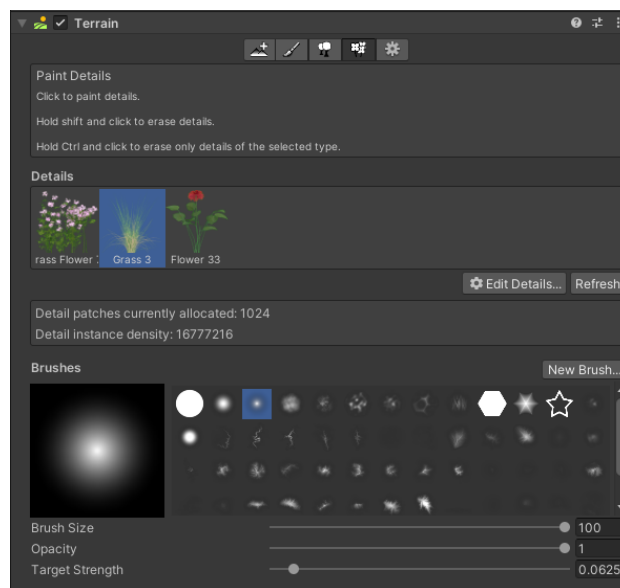 Terrain
Paint Details
Click to paint details.
Hold shift and click to erase details.
Hold Ctrl and click to erase only details of the selected type.
Details
rass Flower
Grass 3
Flower 33
Edit Details...
Refresh
Detail patches currently allocated: 1024
Detail instance density: 16777216
Brushes
New Brush...
Brush Size 100
Opacity 1
Target Strength 0.0625